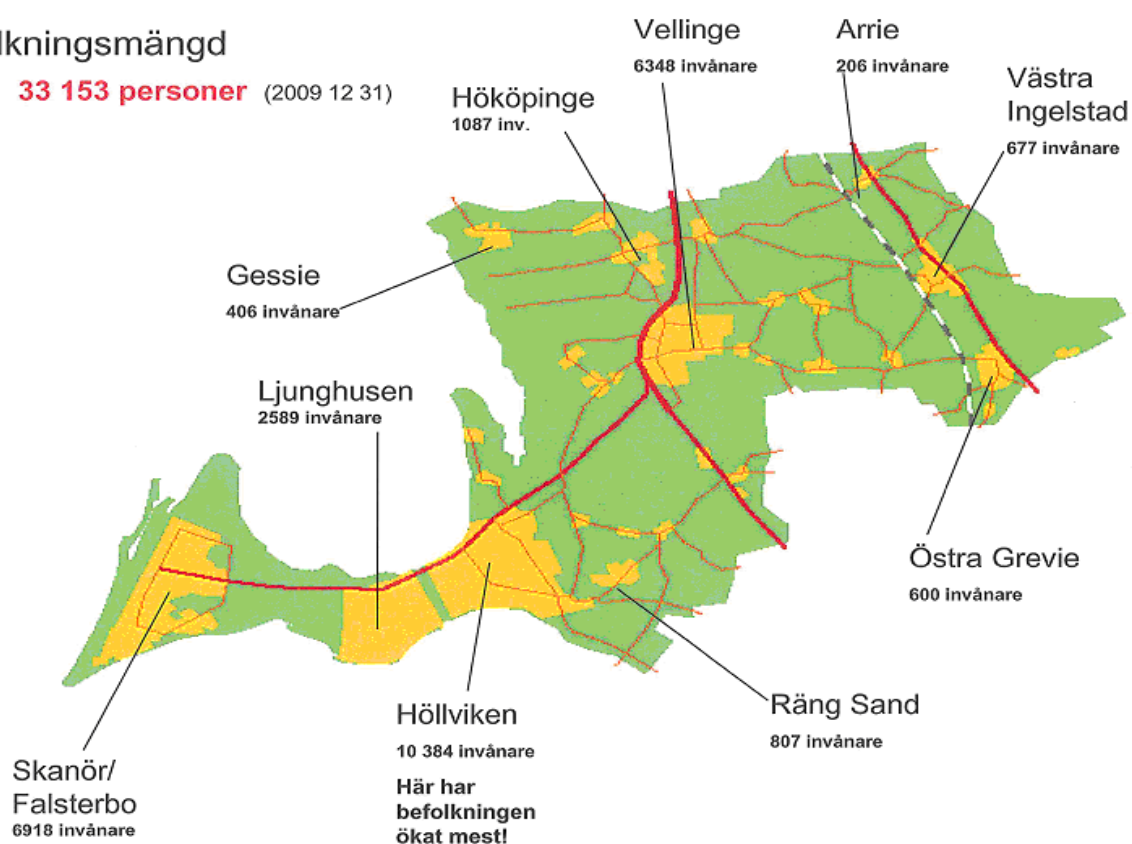 lkningsmängd
33 153 personer (2009 12 31)
Vellinge
6348 invånare
Arrie
206 invånare
Västra
Ingelstad
677 invånare
Hököpinge
1087 inv.
Gessie
406 invånare
Ljunghusen
2589 invånare
Östra Grevie
600 invånare
Räng Sand
807 invånare
Höllviken
10 384 invånare
Här har
befolkningen
ökat mest!
Skanör/
Falsterbo
6918 invånare